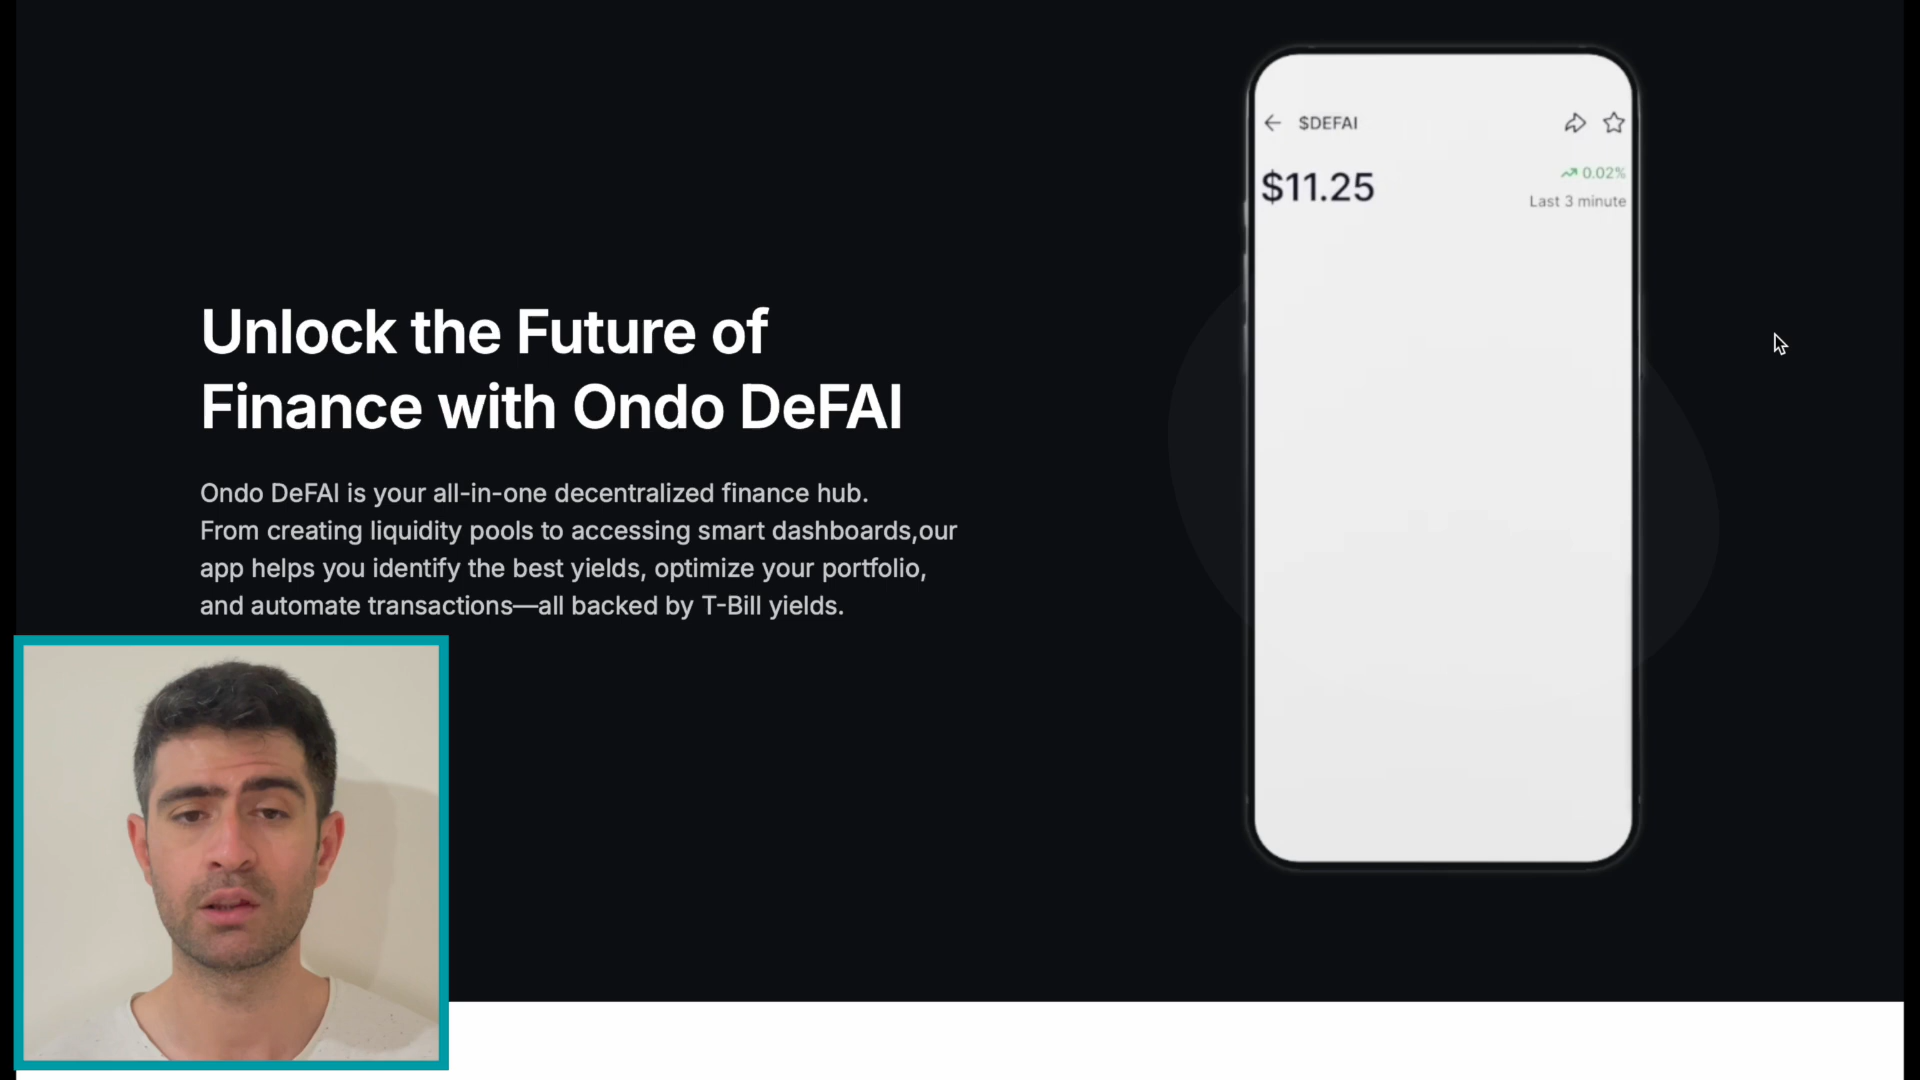 $DEFAI
$11.25
0.02%
Last 3 minute
Unlock the Future of
Finance with Ondo DeFAI
Ondo DeFAI is your all-in-one decentralized finance hub.
From creating liquidity pools to accessing smart dashboards,our
app helps you identify the best yields, optimize your portfolio,
and automate transactions—all backed by T-Bill yields.